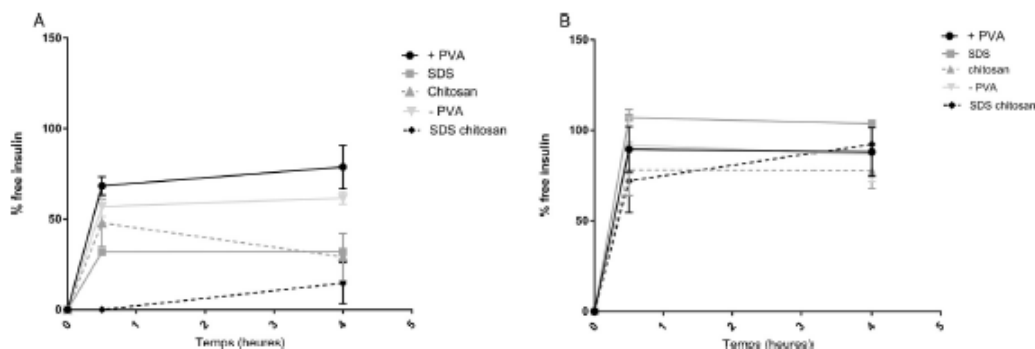 A
150
100
50
0
% free insulin
0 1 2 3 4 5
Temps (heures)
+ PVA
SDS
Chitosan
- PVA
SDS chitosan
B
150
100
50
0
% free insulin
0 1 2 3 4 5
Temps (heures)
+ PVA
SDS
chitosan
- PVA
SDS chitosan